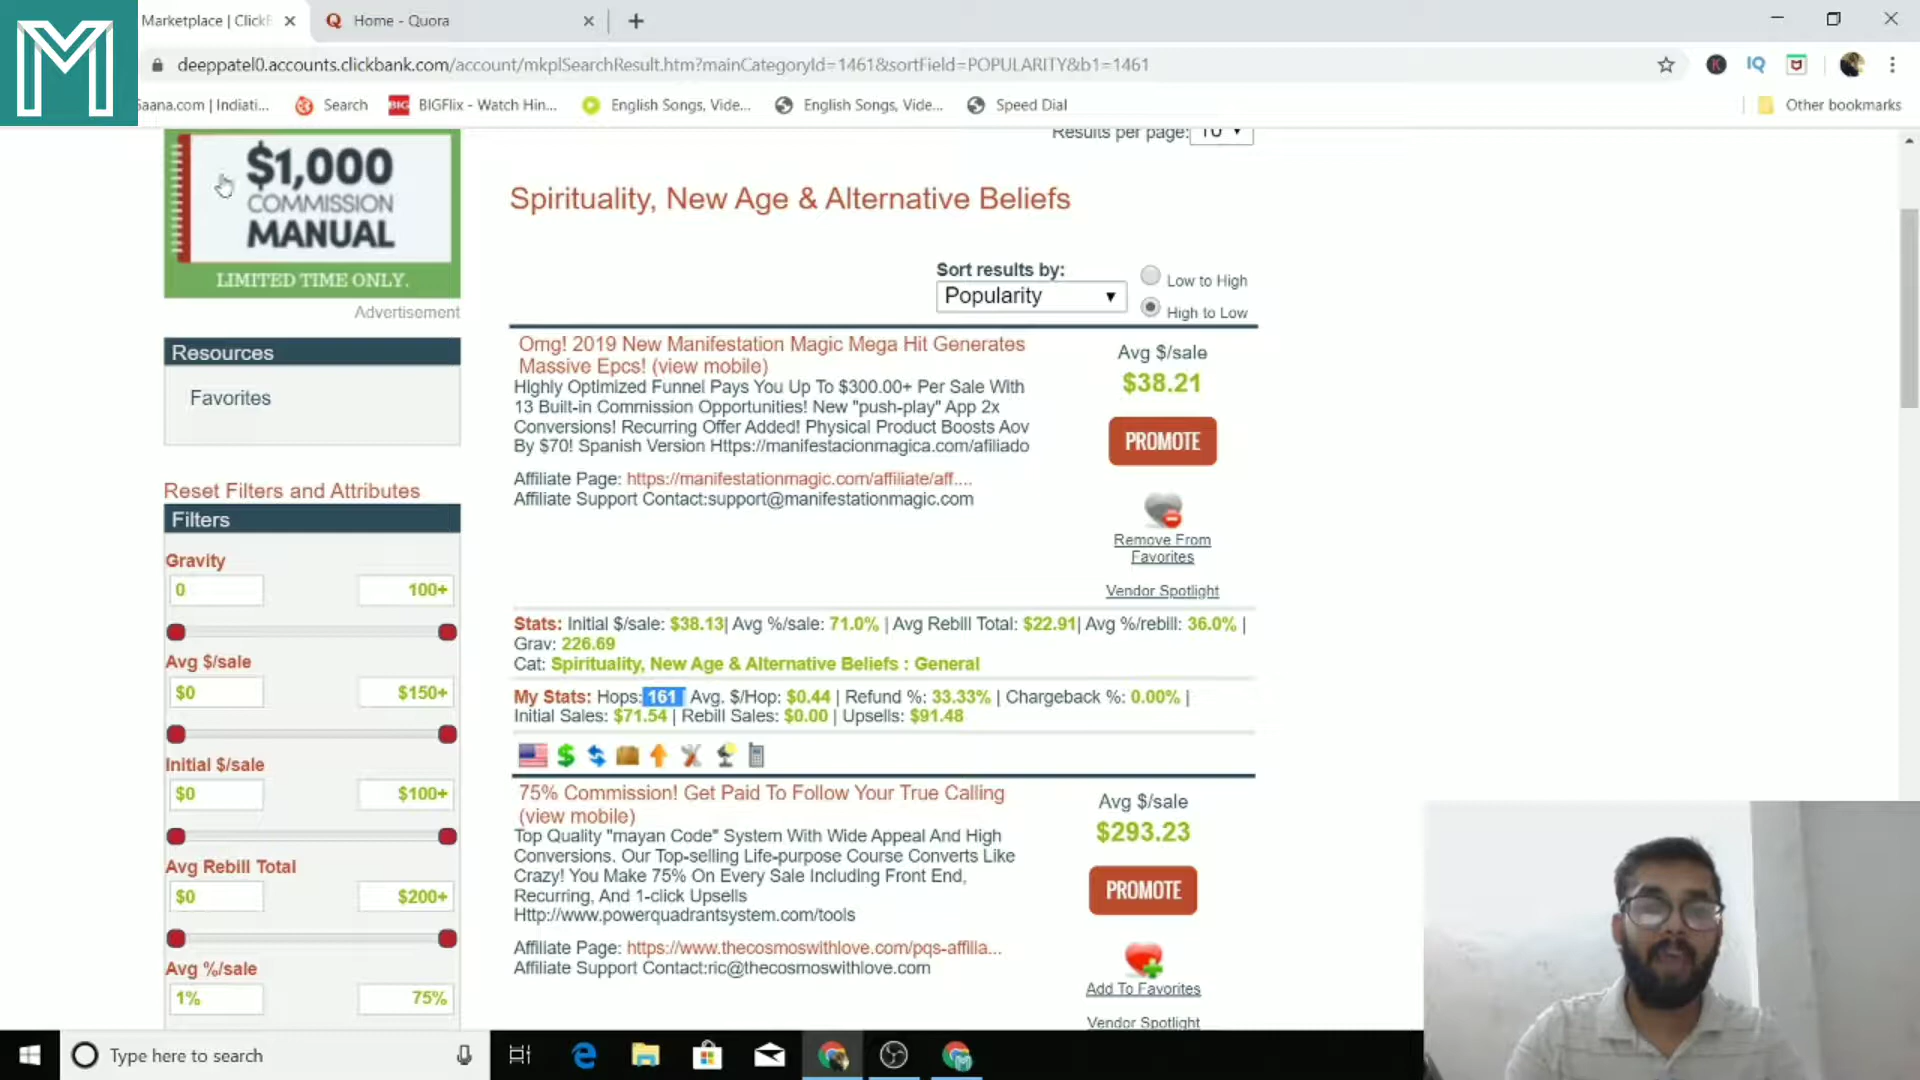 Marketplace | ClickB
Home - Quora
deeppatel0.accounts.clickbank.com/account/mkplSearchResult.htm?mainCategoryId=1461&sortField=POPULARITY&b1=1461
IQ
M
Gaana.com | Indiati...
Search
BIG
BIGFlix - Watch Hin...
English Songs, Vide...
English Songs, Vide...
Speed Dial
Other bookmarks
Results per page: 10
$1,000
COMMISSION
MANUAL
LIMITED TIME ONLY.
Advertisement
Resources
Favorites
Reset Filters and Attributes
Filters
Gravity
0 100+
Avg $/sale
$0 $150+
Initial $/sale
$0 $100+
Avg Rebill Total
$0 $200+
Avg %/sale
1% 75%
Spirituality, New Age & Alternative Beliefs
Sort results by:
Popularity
Low to High
High to Low
Omg! 2019 New Manifestation Magic Mega Hit Generates
Massive Epcs! (view mobile)
Highly Optimized Funnel Pays You Up To $300.00+ Per Sale With
13 Built-in Commission Opportunities! New "push-play" App 2x
Conversions! Recurring Offer Added! Physical Product Boosts Aov
By $70! Spanish Version Https://manifestacionmagica.com/afiliado
Affiliate Page: https://manifestationmagic.com/affiliate/aff....
Affiliate Support Contact:support@manifestationmagic.com
Avg $/sale
$38.21
PROMOTE
Remove From
Favorites
Vendor Spotlight
Stats: Initial $/sale: $38.13| Avg %/sale: 71.0% | Avg Rebill Total: $22.91| Avg %/rebill: 36.0% |
Grav: 226.69
Cat: Spirituality, New Age & Alternative Beliefs : General
My Stats: Hops: 161 Avg. $/Hop: $0.44 | Refund %: 33.33% | Chargeback %: 0.00% |
Initial Sales: $71.54 | Rebill Sales: $0.00 | Upsells: $91.48
75% Commission! Get Paid To Follow Your True Calling
(view mobile)
Top Quality "mayan Code" System With Wide Appeal And High
Conversions. Our Top-selling Life-purpose Course Converts Like
Crazy! You Make 75% On Every Sale Including Front End,
Recurring, And 1-click Upsells
Http://www.powerquadrantsystem.com/tools
Affiliate Page: https://www.thecosmoswithlove.com/pqs-affilia...
Affiliate Support Contact:ric@thecosmoswithlove.com
Avg $/sale
$293.23
PROMOTE
Add To Favorites
Vendor Spotlight
Type here to search